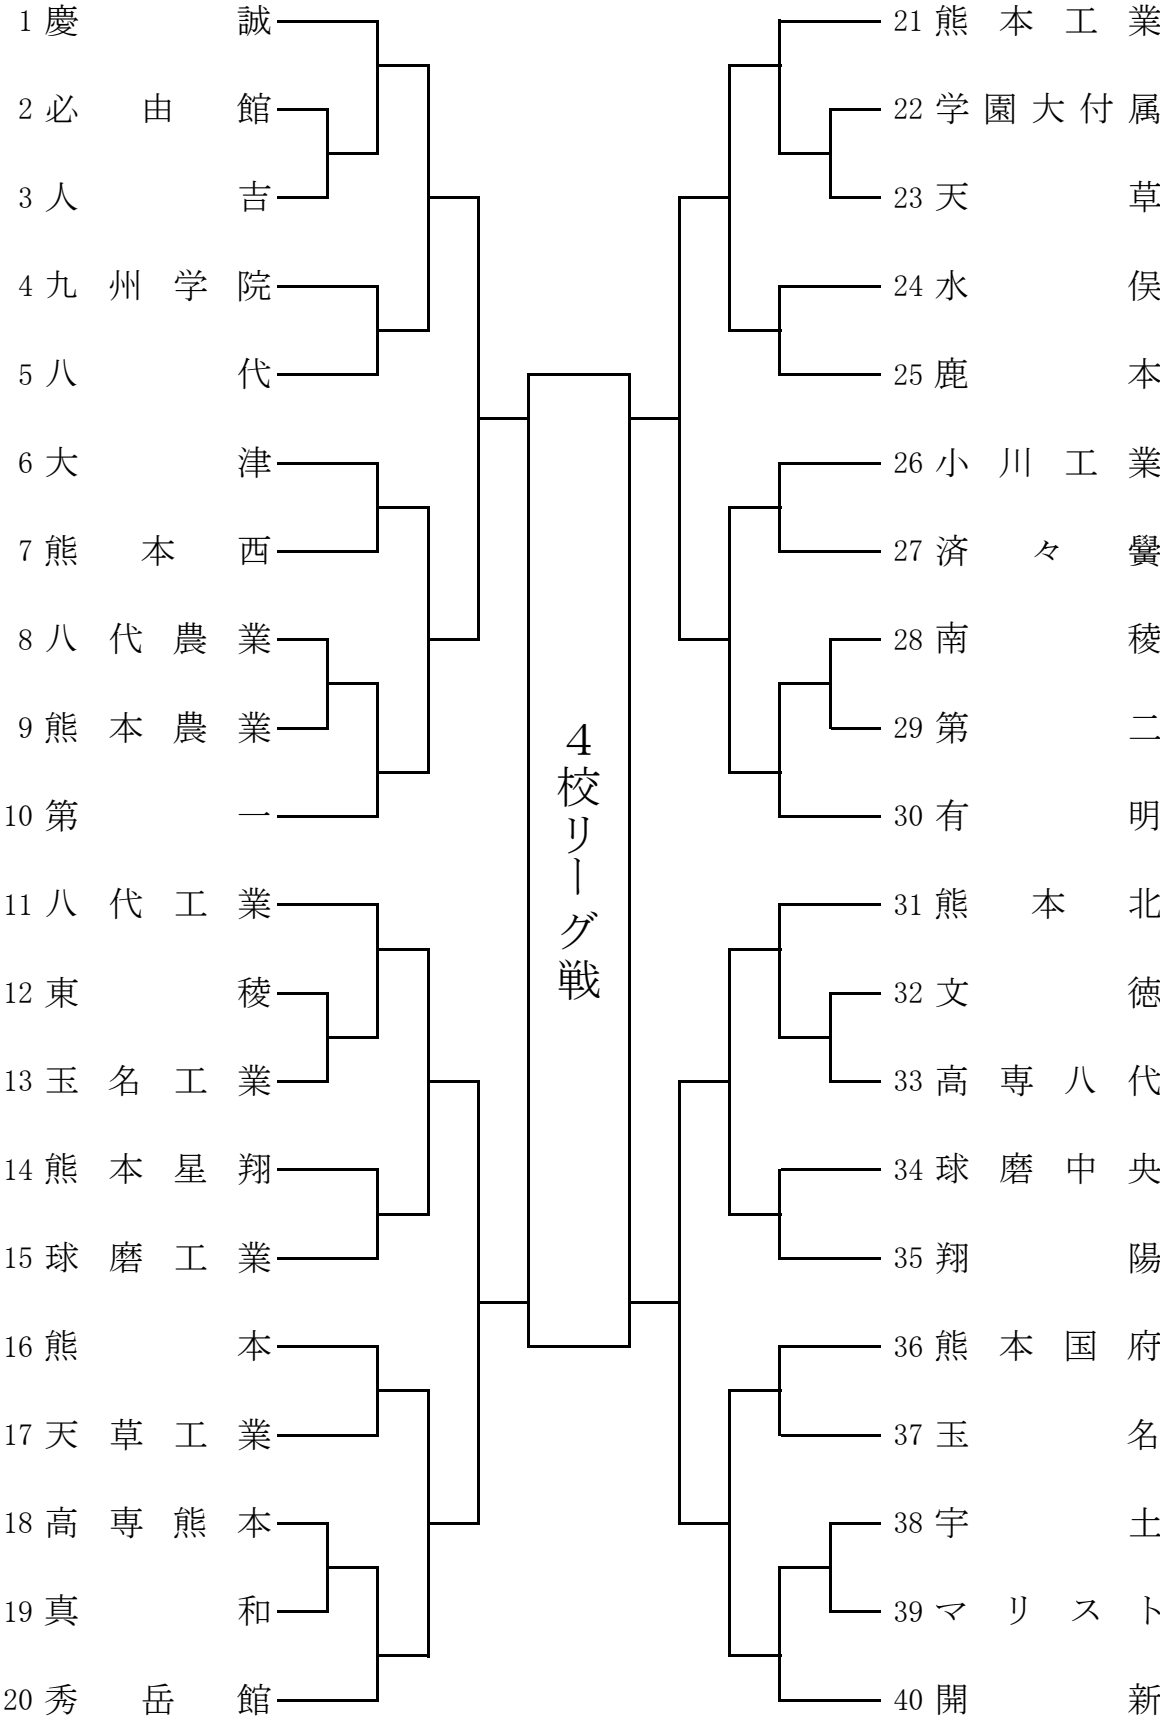 1 慶誠
2 必由館
3 人吉
4 九州学院
5 八代
6 大津
7 熊本西
8 八代農業
9 熊本農業
10 第一
11 八代工業
12 東稜
13 玉名工業
14 熊本星翔
15 球磨工業
16 熊本
17 天草工業
18 高専熊本
19 真和
20 秀岳館
4校リーグ戦
21 熊本工業
22 学園大付属
23 天草
24 水俣
25 鹿本
26 小川工業
27 済々黌
28 南稜
29 第二
30 有明
31 熊本北
32 文徳
33 高専八代
34 球磨中央
35 翔陽
36 熊本国府
37 玉名
38 宇土
39 マリスト
40 開新